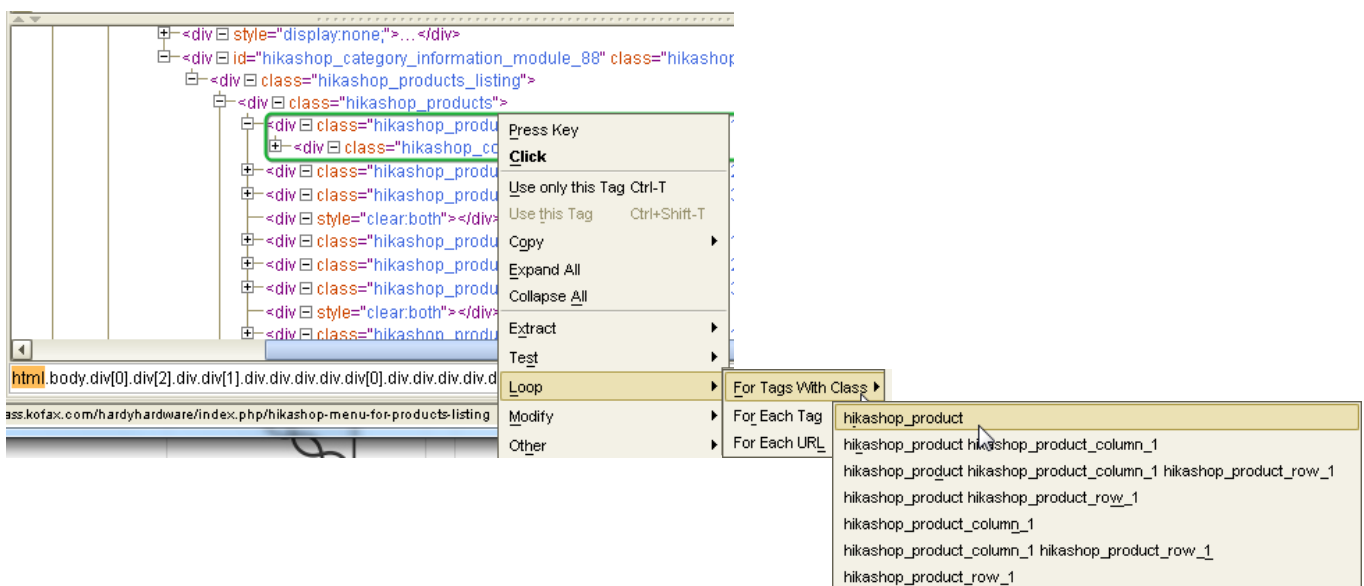 <div style="display:none;">...</div>
<div id="hikashop_category_information_module_88" class="hikashop
<div class="hikashop_products_listing">
<div class="hikashop_products">
<div class="hikashop_produ
<div class="hikashop_co
<div class="hikashop_produ
<div class="hikashop_produ
<div style="clear:both"></div>
<div class="hikashop_produ
<div class="hikashop_produ
<div class="hikashop_produ
<div style="clear:both"></div>
<div class="hikashop_produ
html.body.div[0].div[2].div.div[1].div.div.div.div.div[0].div.div.div.div.d
ass.kofax.com/hardyhardware/index.php/hikashop-menu-for-products-listing
Press Key
Click
Use only this Tag Ctrl-T
Use this Tag Ctrl+Shift-T
Copy
Expand All
Collapse All
Extract
Test
Loop
Modify
Other
For Tags With Class
For Each Tag
For Each URL
hikashop_product
hikashop_product hikashop_product_column_1
hikashop_product hikashop_product_column_1 hikashop_product_row_1
hikashop_product hikashop_product_row_1
hikashop_product_column_1
hikashop_product_column_1 hikashop_product_row_1
hikashop_product_row_1